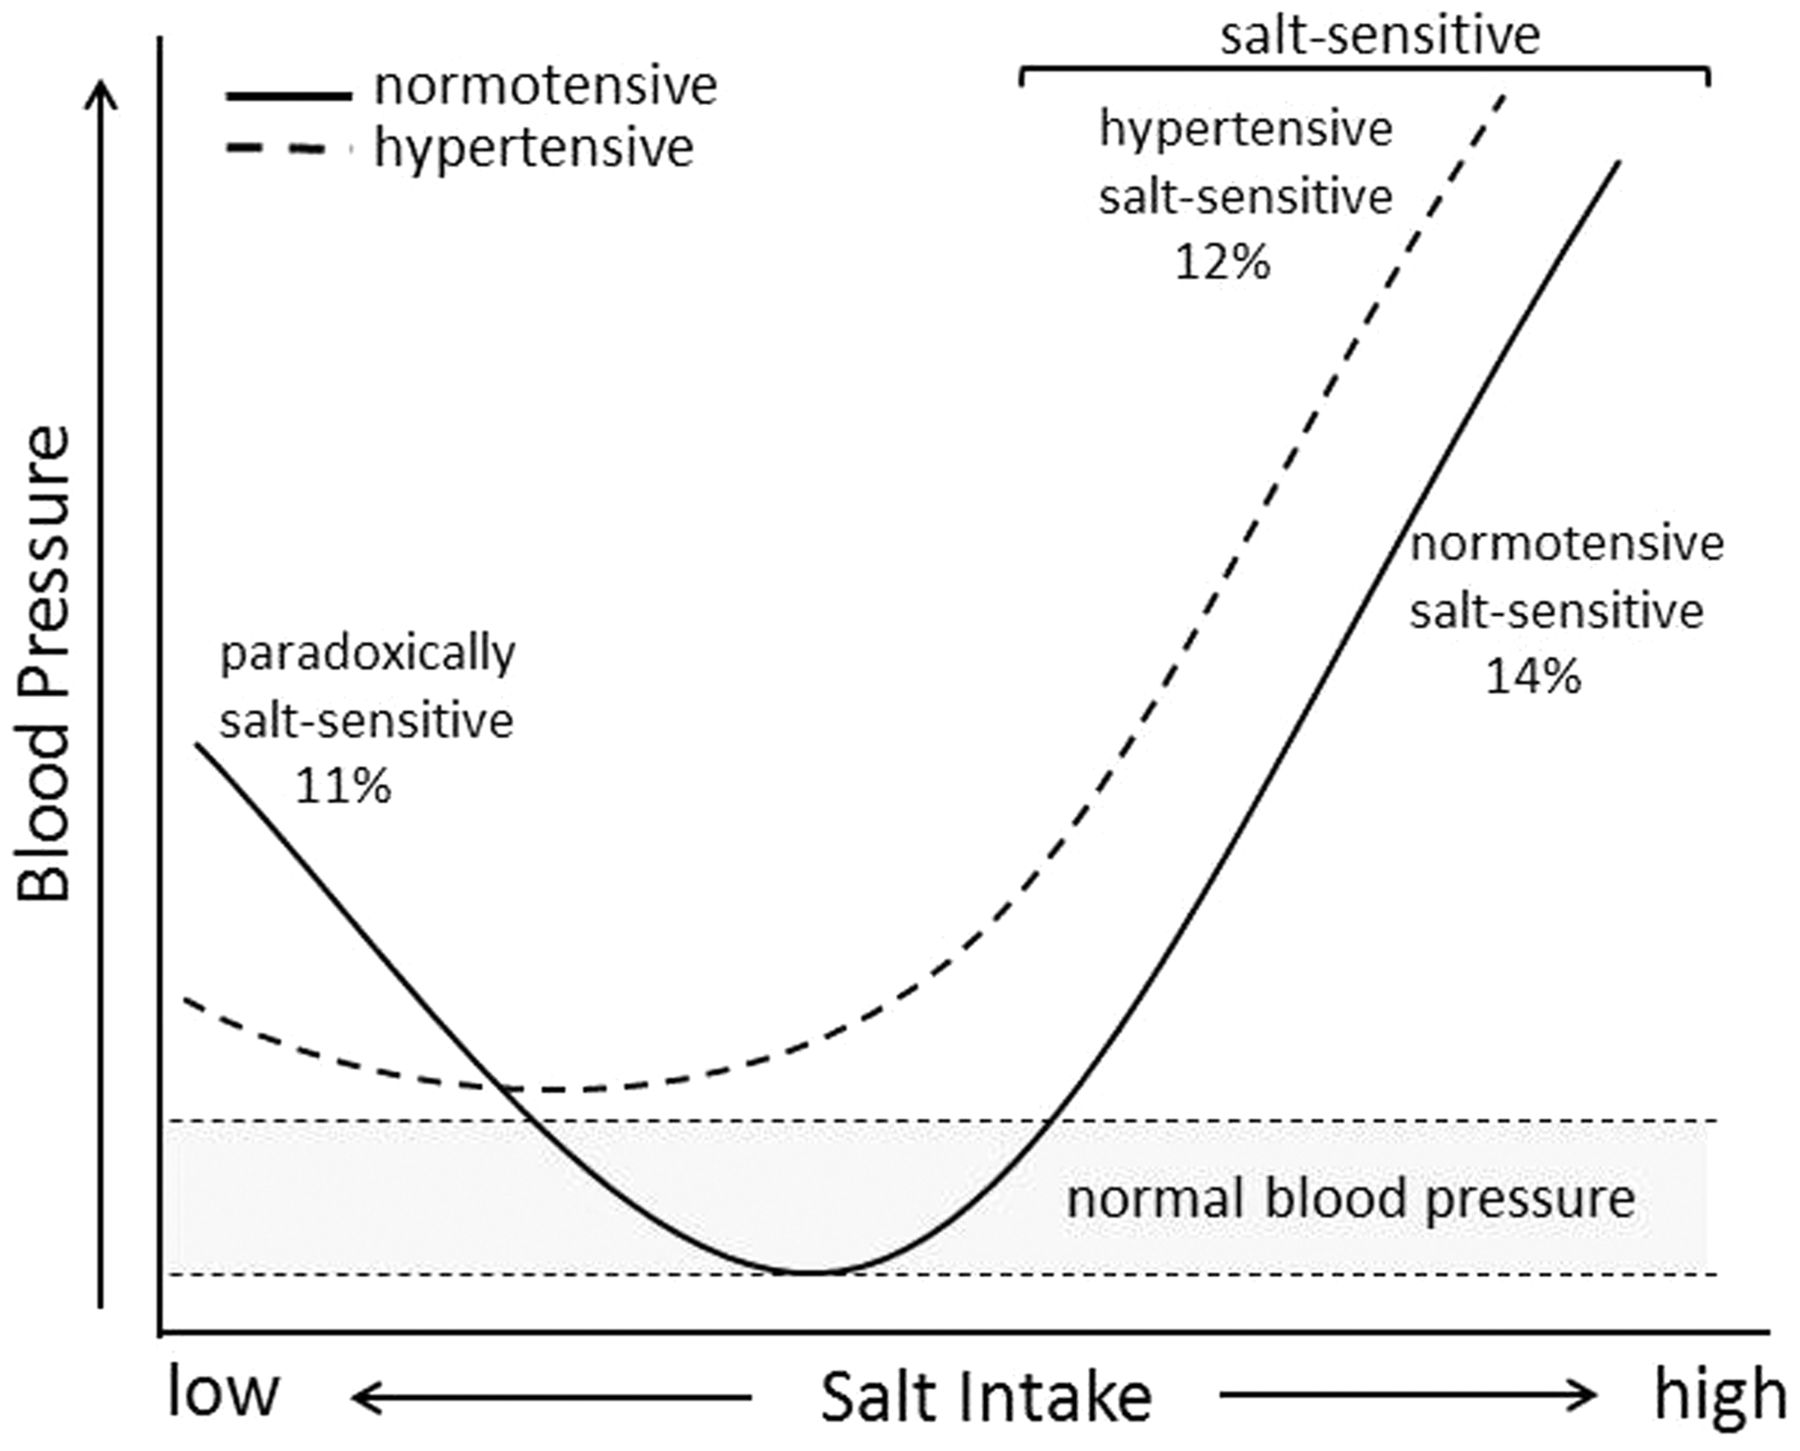 salt-sensitive
normotensive
hypertensive
hypertensive
salt-sensitive
12%
normotensive
salt-sensitive
14%
paradoxically
salt-sensitive
11%
Blood Pressure
normal blood pressure
low
Salt Intake
high